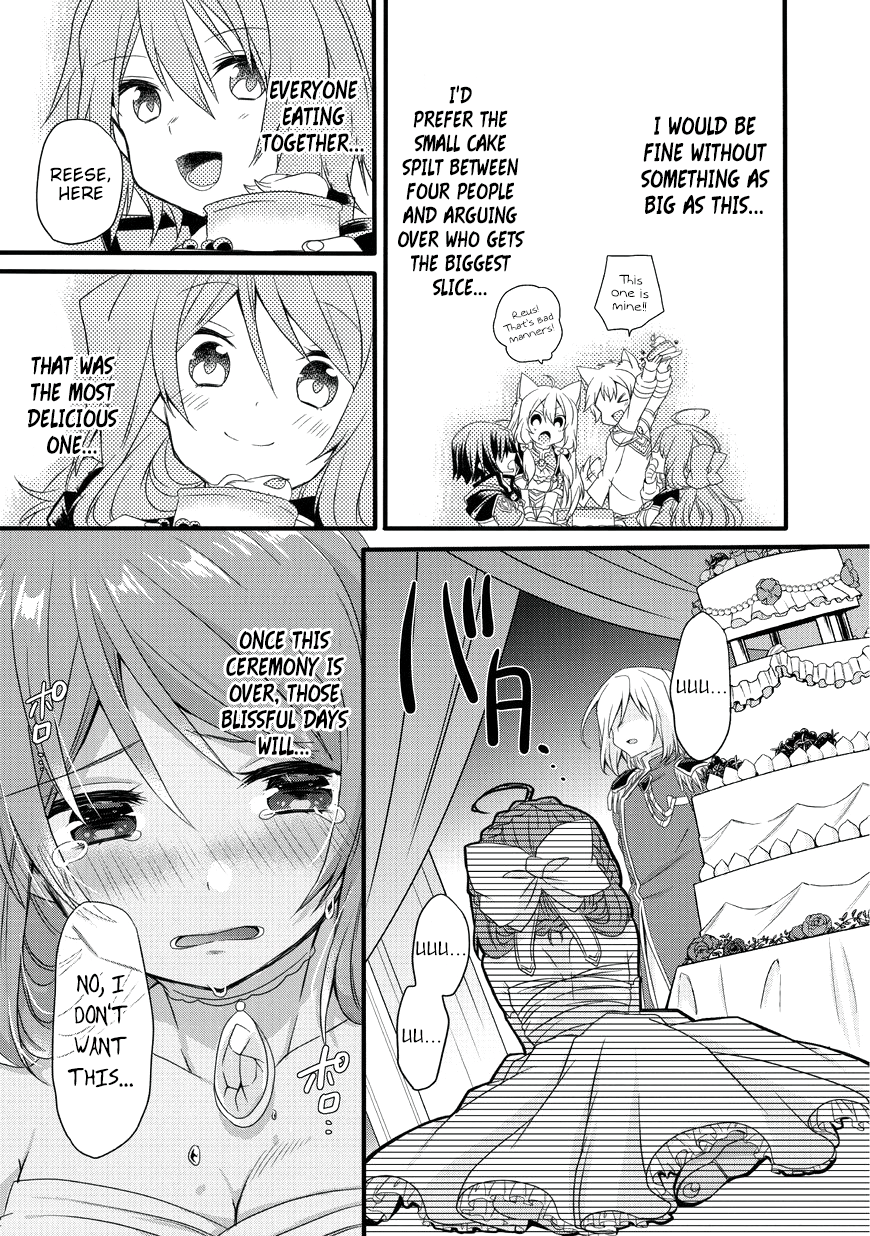 I WOULD BE
FINE WITHOUT
SOMETHING AS
BIG AS THIS...
I'D
PREFER THE
SMALL CAKE
SPILT BETWEEN
FOUR PEOPLE
AND ARGUING
OVER WHO GETS
THE BIGGEST
SLICE...
This
one is
mine!!
Reus!
That's bad
manners!
EVERYONE
EATING
TOGETHER...
REESE,
HERE
THAT WAS
THE MOST
DELICIOUS
ONE...
バタ...
UUU...
UUU...
UU...
ONCE THIS
CEREMONY IS
OVER, THOSE
BLISSFUL DAYS
WILL...
ポロ...
NO, I
DON'T
WANT
THIS...
ポロ...